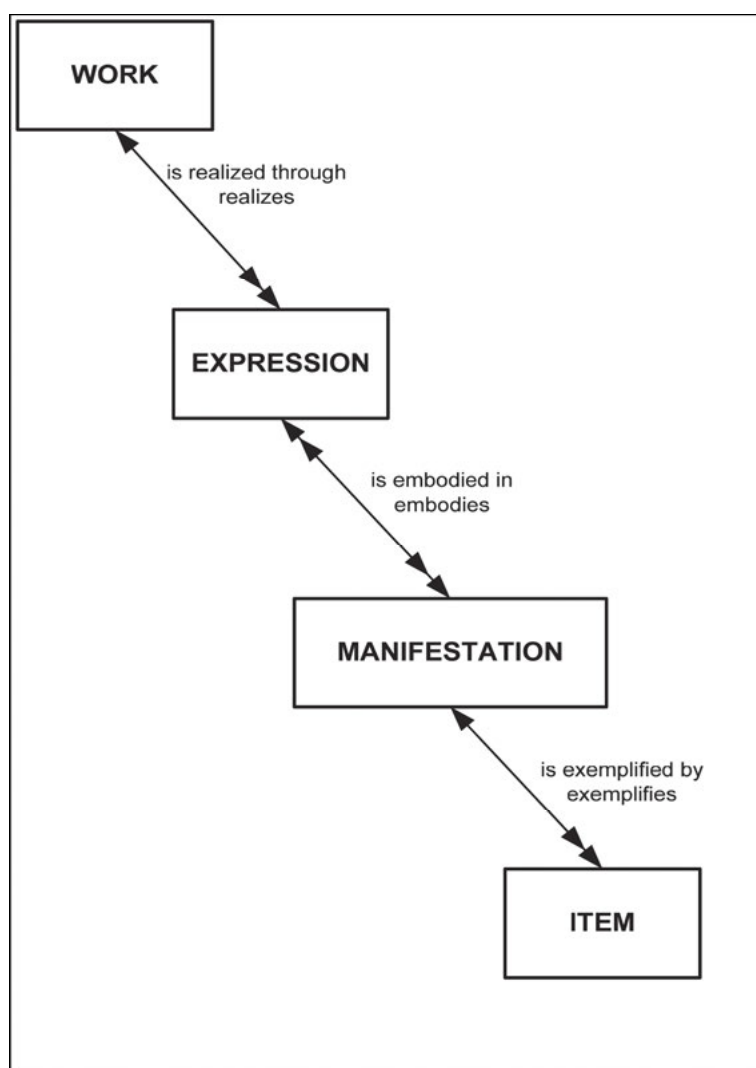 WORK
is realized through
realizes
EXPRESSION
is embodied in
embodies
MANIFESTATION
is exemplified by
exemplifies
ITEM